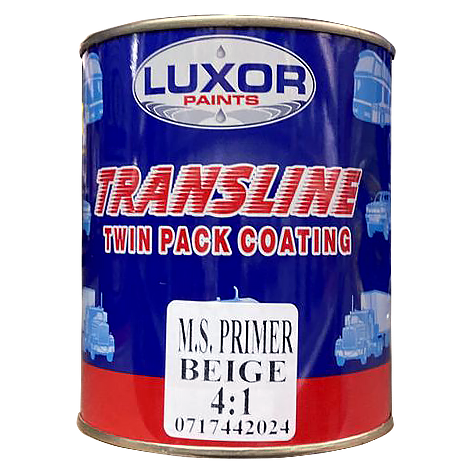 LUXOR
PAINTS
TRANSLINE
TWIN PACK COATING
M.S. PRIMER
BEIGE
4:1
0717442024